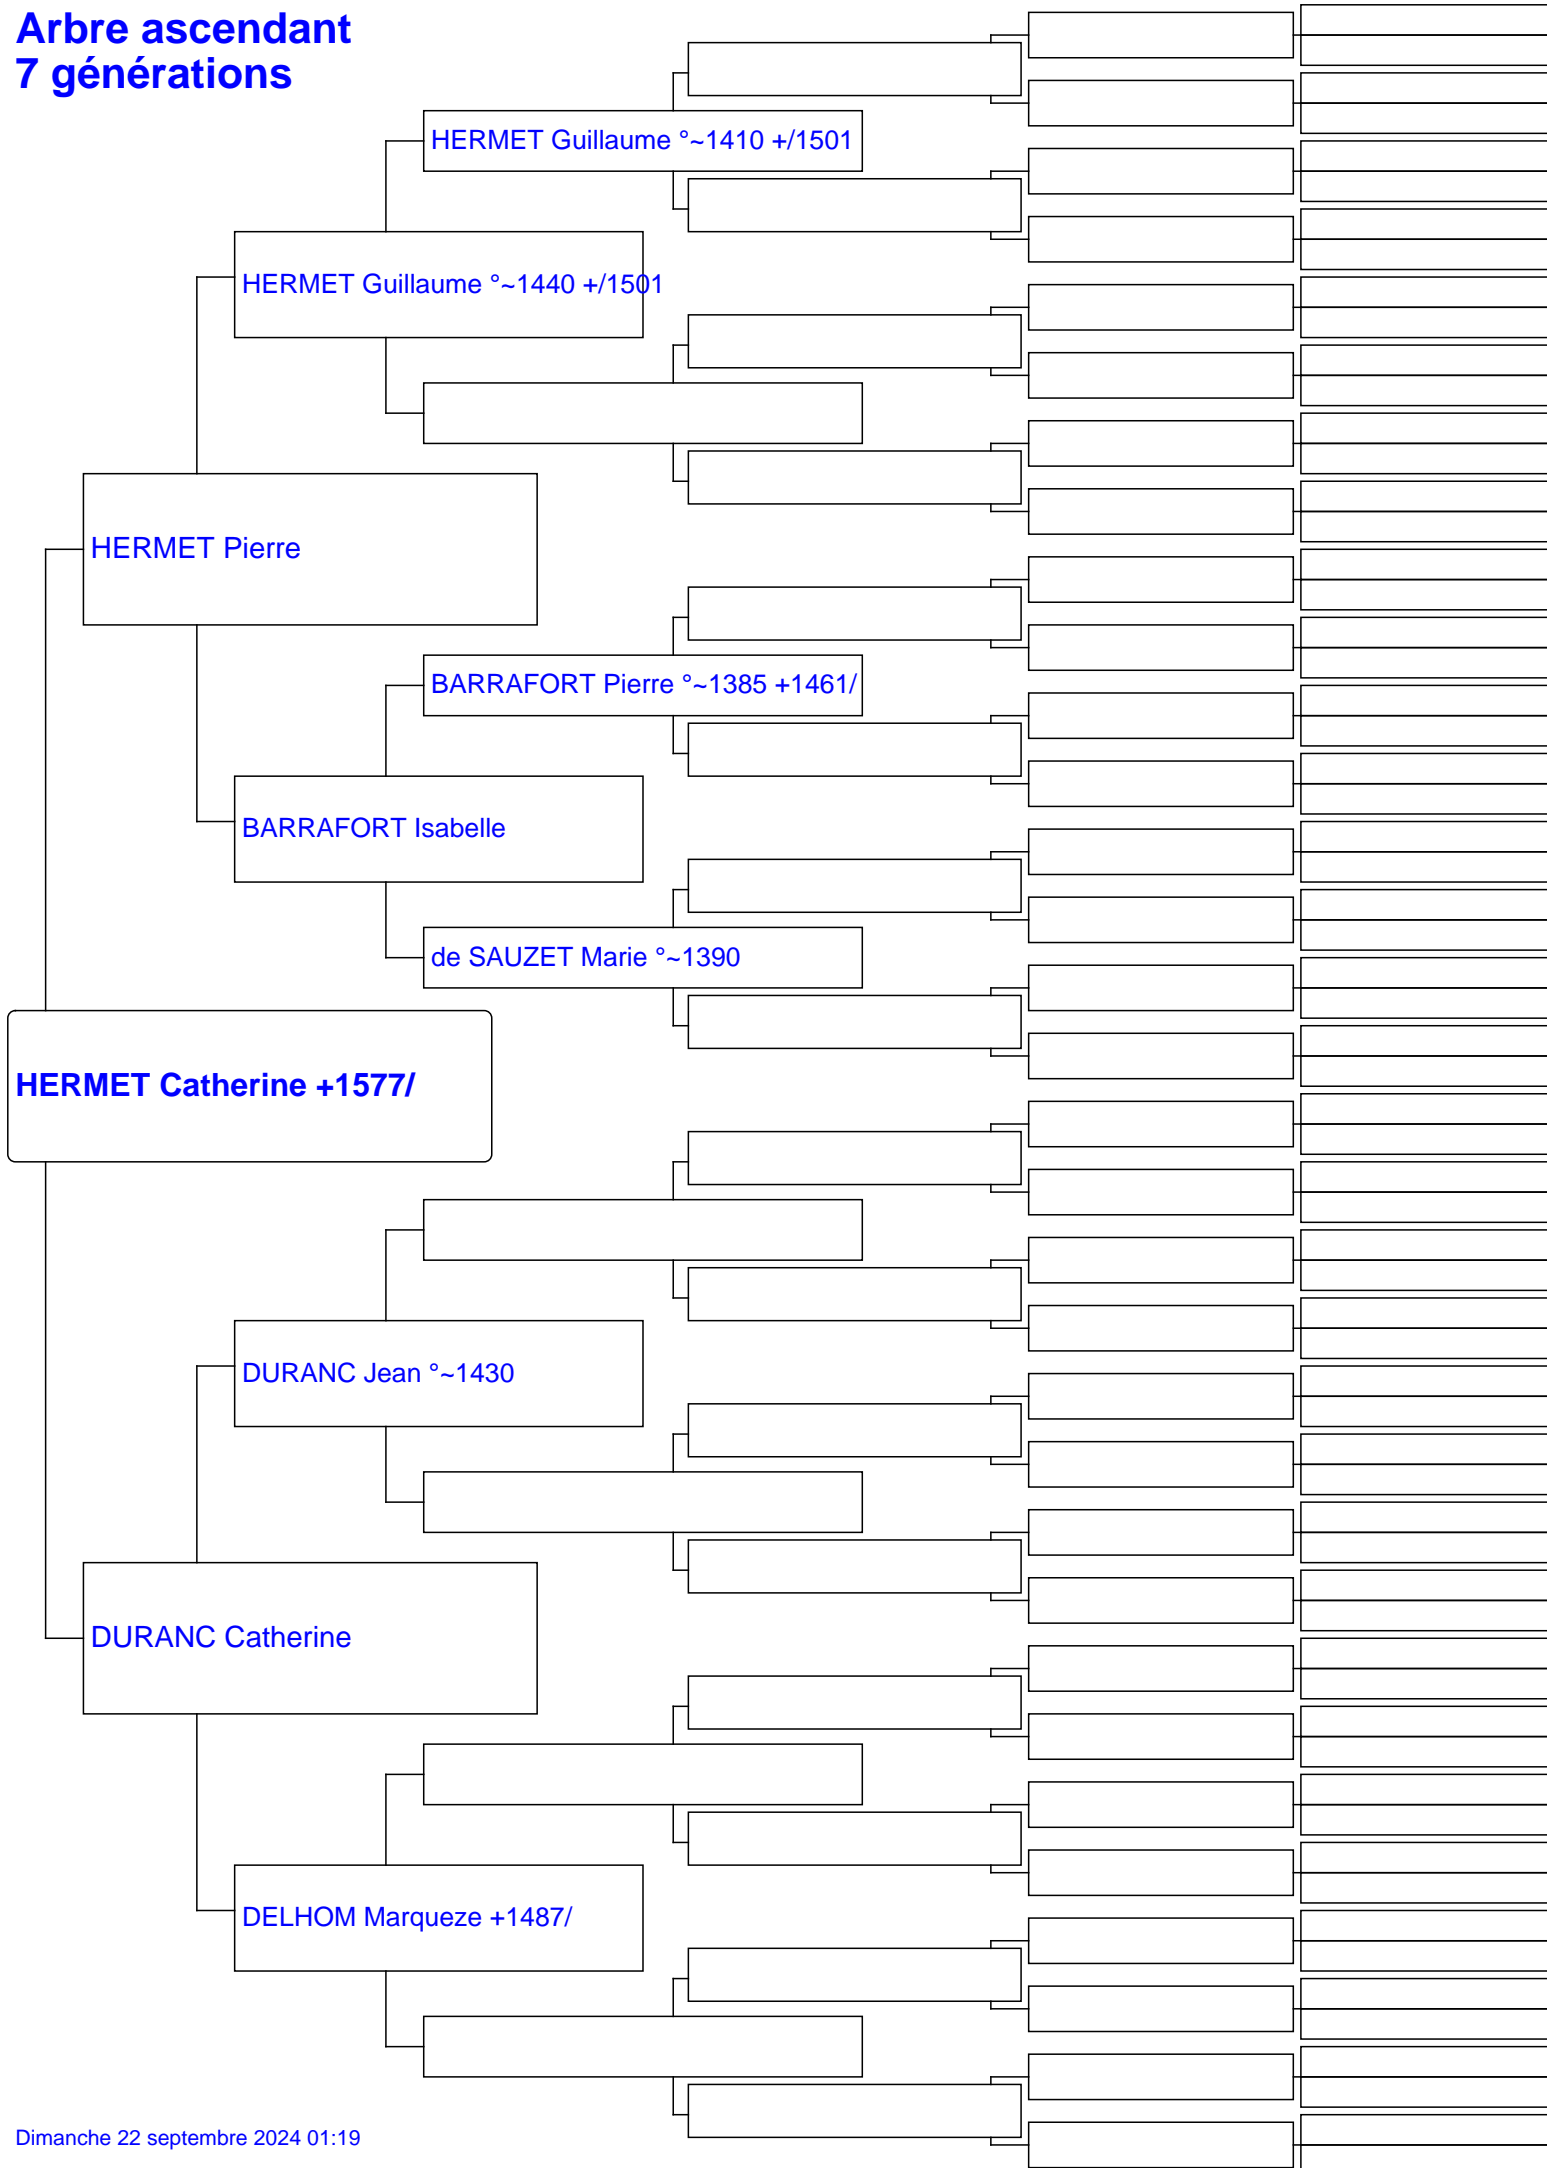 Arbre ascendant
7 générations
HERMET Guillaume °~1410 +/1501
HERMET Guillaume °~1440 +/1501
HERMET Pierre
BARRAFORT Pierre °~1385 +1461/
BARRAFORT Isabelle
de SAUZET Marie °~1390
HERMET Catherine +1577/
DURANC Jean °~1430
DURANC Catherine
DELHOM Marqueze +1487/
Dimanche 22 septembre 2024 01:19